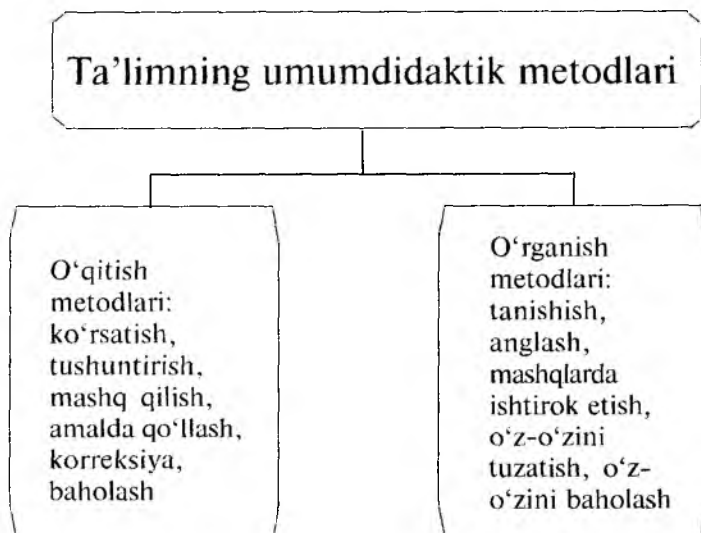 Ta’limning umumdidaktik metodlari
O‘qitish
metodlari:
ko‘rsatish,
tushuntirish,
mashq qilish,
amalda qo‘llash,
korreksiya,
baholash
O‘rganish
metodlari:
tanishish,
anglash,
mashqlarda
ishtirok etish,
o‘z-o‘zini
tuzatish, o‘z-
o‘zini baholash